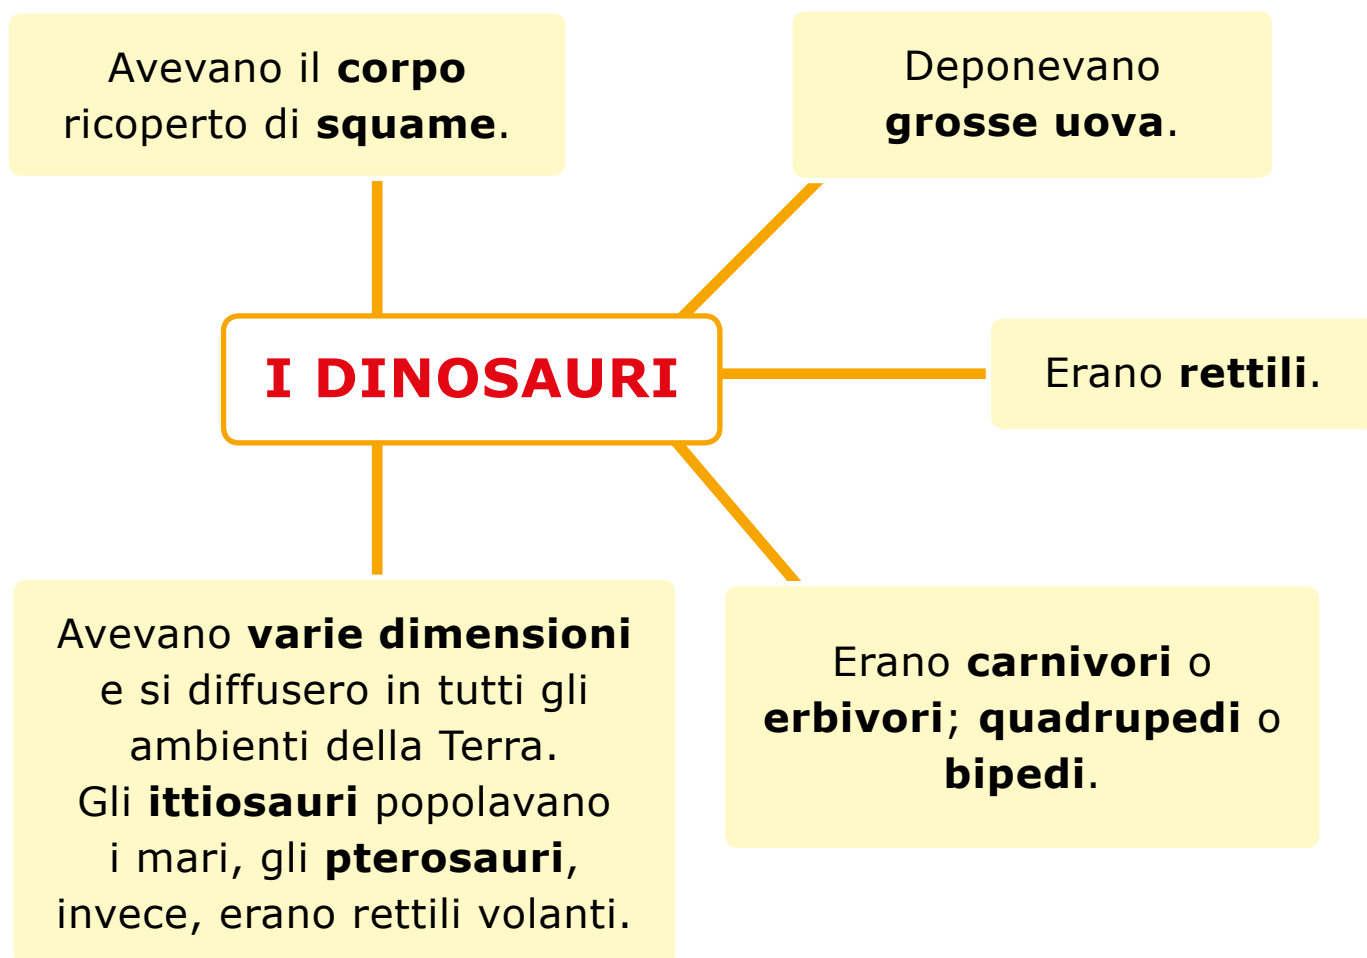 Avevano il corpo
ricoperto di squame.
Deponevano
grosse uova.
I DINOSAURI
Erano rettili.
Avevano varie dimensioni
e si diffusero in tutti gli
ambienti della Terra.
Gli ittiosauri popolavano
i mari, gli pterosauri,
invece, erano rettili volanti.
Erano carnivori o
erbivori; quadrupedi o
bipedi.